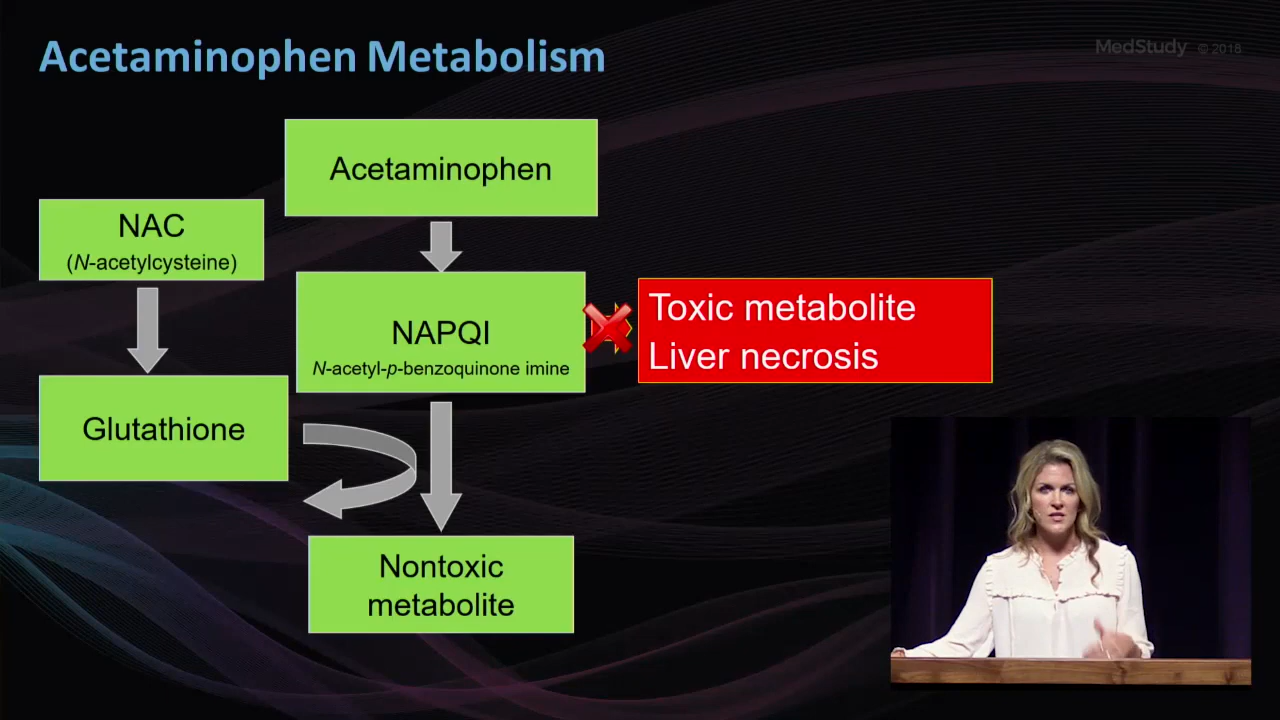 Acetaminophen Metabolism
MedStudy © 2018
Acetaminophen
NAC
(N-acetylcysteine)
NAPQI
N-acetyl-p-benzoquinone imine
Toxic metabolite
Liver necrosis
Glutathione
Nontoxic
metabolite